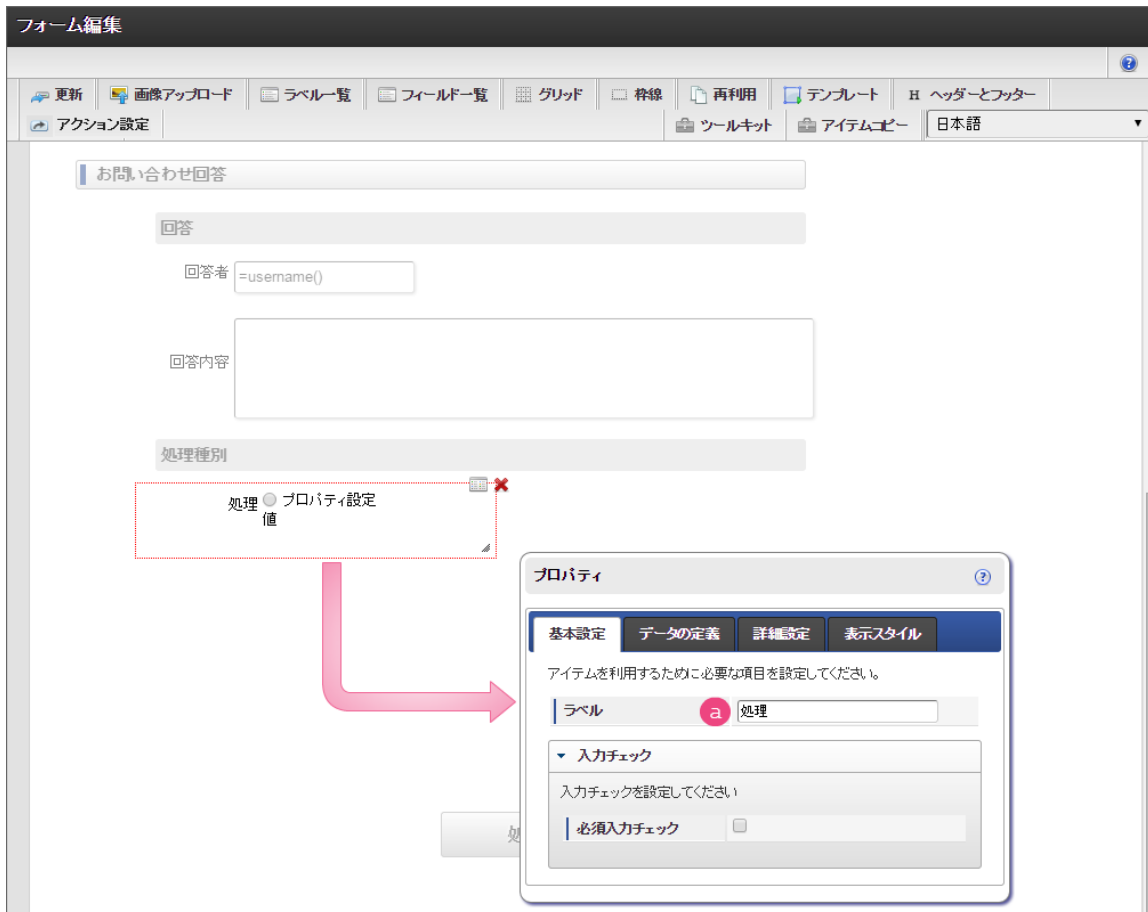 フォーム編集
更新 画像アップロード ラベル一覧 フィールド一覧 グリッド 枠線 再利用 テンプレート H ヘッダーとフッター
アクション設定 ツールキット アイテムコピー 日本語
お問い合わせ回答
回答
回答者 =username()
回答内容
処理種別
処理 プロパティ設定
値
プロパティ
基本設定 データの定義 詳細設定 表示スタイル
アイテムを利用するために必要な項目を設定してください。
ラベル a 処理
入力チェック
入力チェックを設定してください
必須入力チェック
処